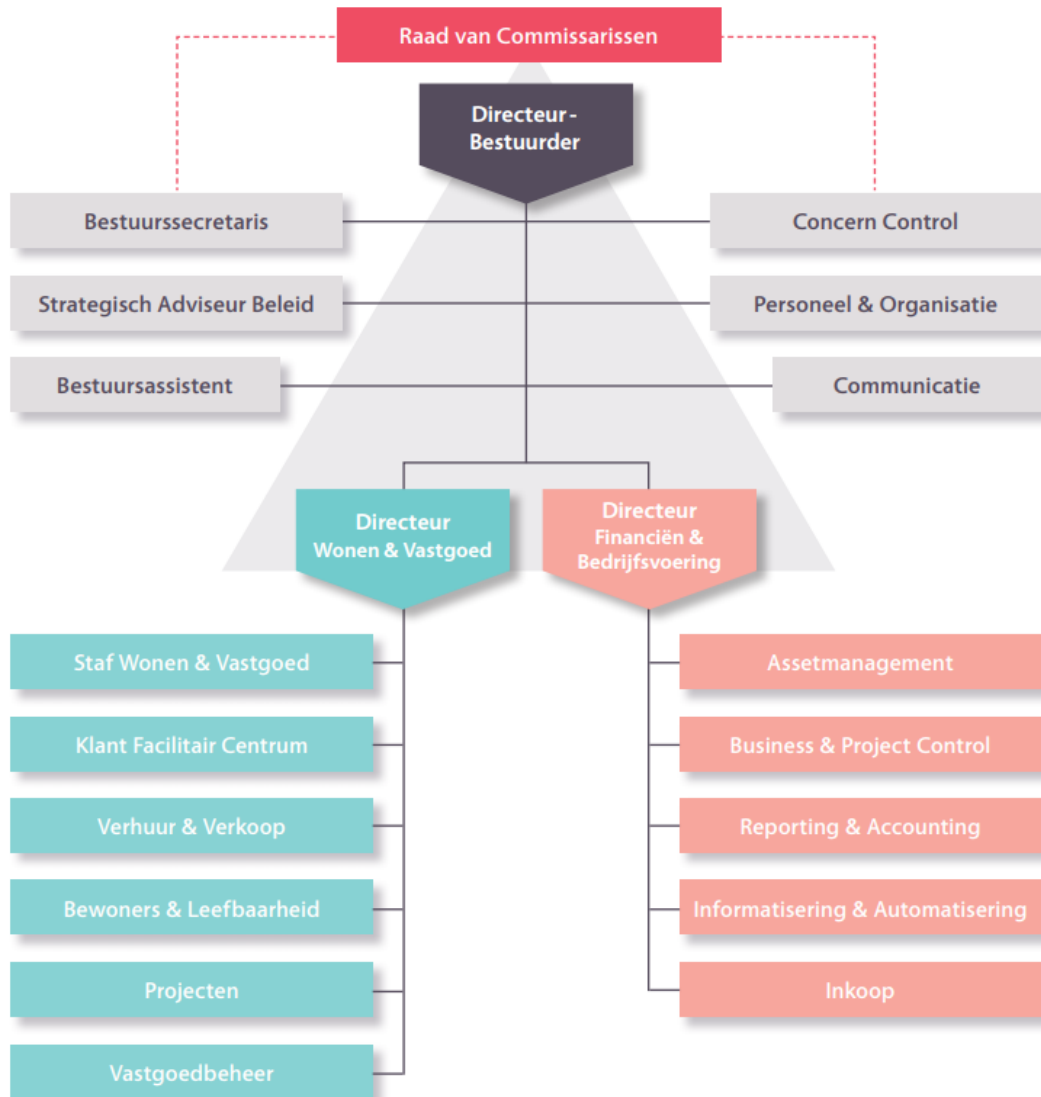 Raad van Commissarissen
Directeur-
Bestuurder
Bestuurssecretaris
Concern Control
Strategisch Adviseur Beleid
Personeel & Organisatie
Bestuursassistent
Communicatie
Directeur
Wonen & Vastgoed
Directeur
Financiën &
Bedrijfsvoering
Staf Wonen & Vastgoed
Klant Facilitair Centrum
Verhuur & Verkoop
Bewoners & Leefbaarheid
Projecten
Vastgoedbeheer
Assetmanagement
Business & Project Control
Reporting & Accounting
Informatisering & Automatisering
Inkoop